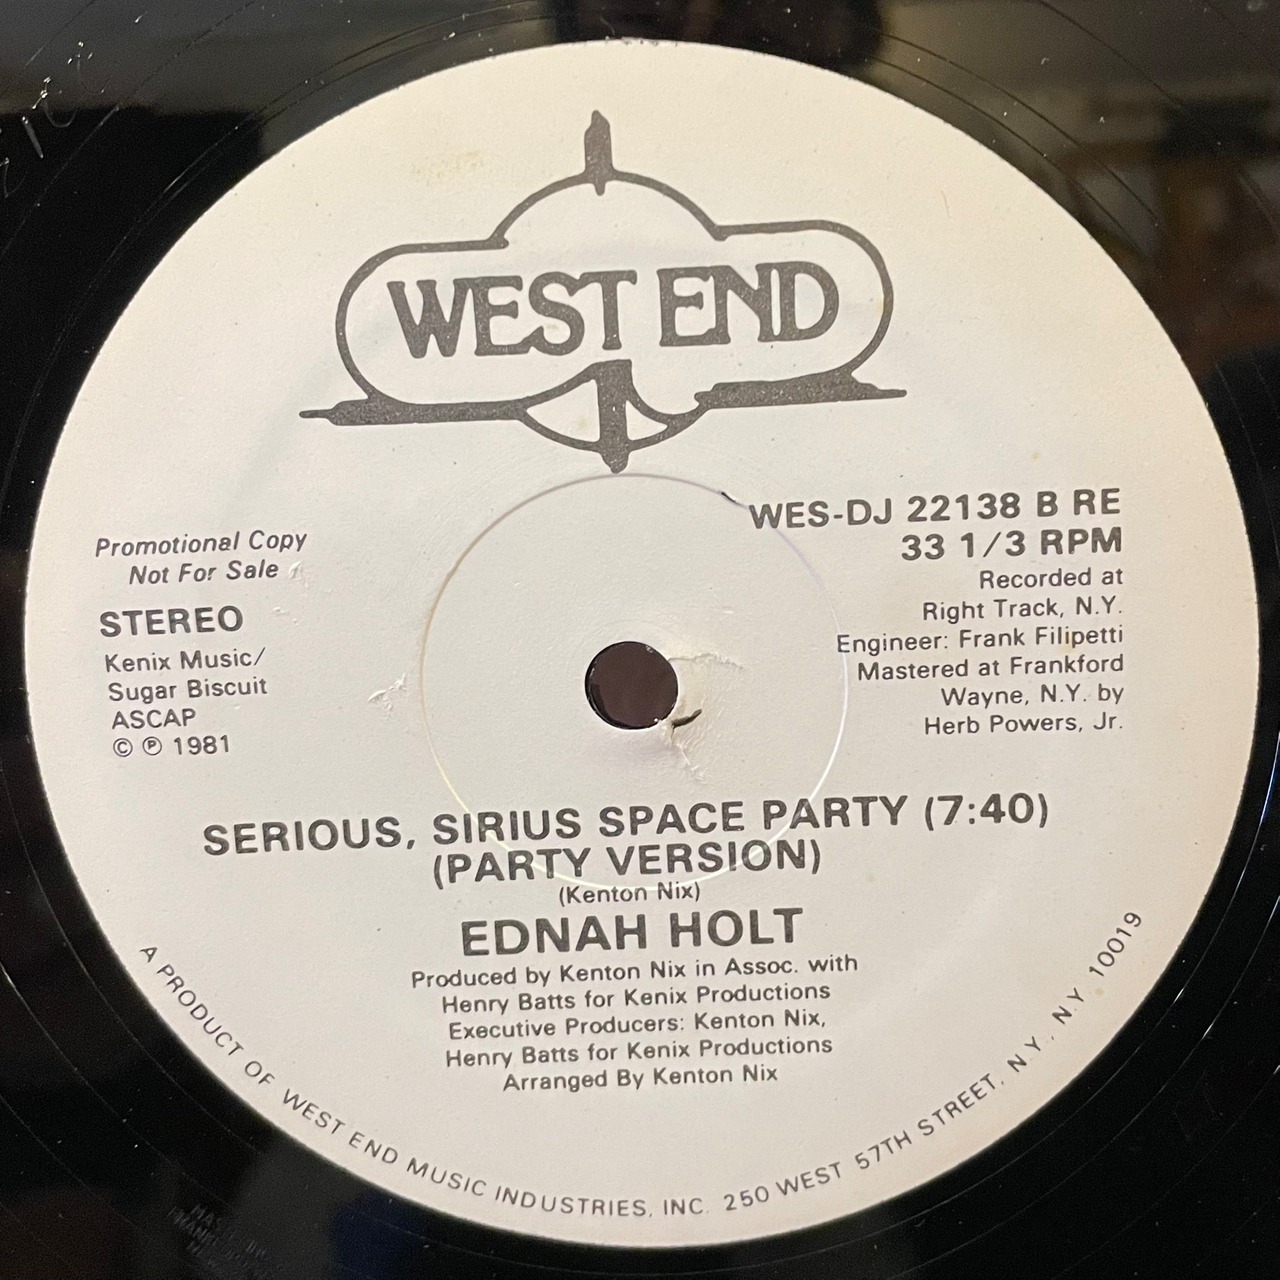 WEST END
WES-DJ 22138 B RE
33 1/3 RPM
Recorded at
Right Track, N.Y.
Engineer: Frank Filipetti
Mastered at Frankford
Wayne, N.Y. by
Herb Powers, Jr.
Promotional Copy
Not For Sale
STEREO
Kenix Music/
Sugar Biscuit
ASCAP
© ℗ 1981
SERIOUS, SIRIUS SPACE PARTY (7:40)
(PARTY VERSION)
(Kenton Nix)
EDNAH HOLT
Produced by Kenton Nix in Assoc. with
Henry Batts for Kenix Productions
Executive Producers: Kenton Nix,
Henry Batts for Kenix Productions
Arranged By Kenton Nix
A PRODUCT OF WEST END MUSIC INDUSTRIES, INC. 250 WEST 57TH STREET, N.Y., N.Y. 10019